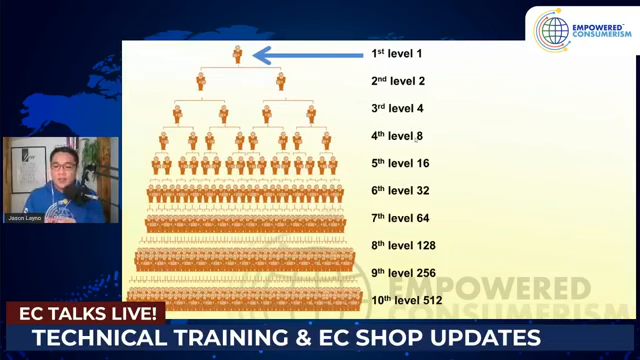 EMPOWERED
CONSUMERISM
1st level 1
2nd level 2
3rd level 4
4th level 8
5th level 16
6th level 32
7th level 64
8th level 128
9th level 256
10th level 512
Jason Layno
EMPOWERED
CONSUMERISM
EC TALKS LIVE!
TECHNICAL TRAINING & EC SHOP UPDATES